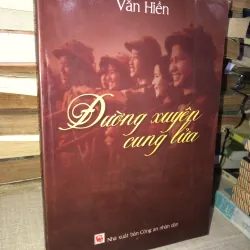 Văn Hiền
Đường xuyên
cung lửa
Nhà xuất bản Công an nhân dân